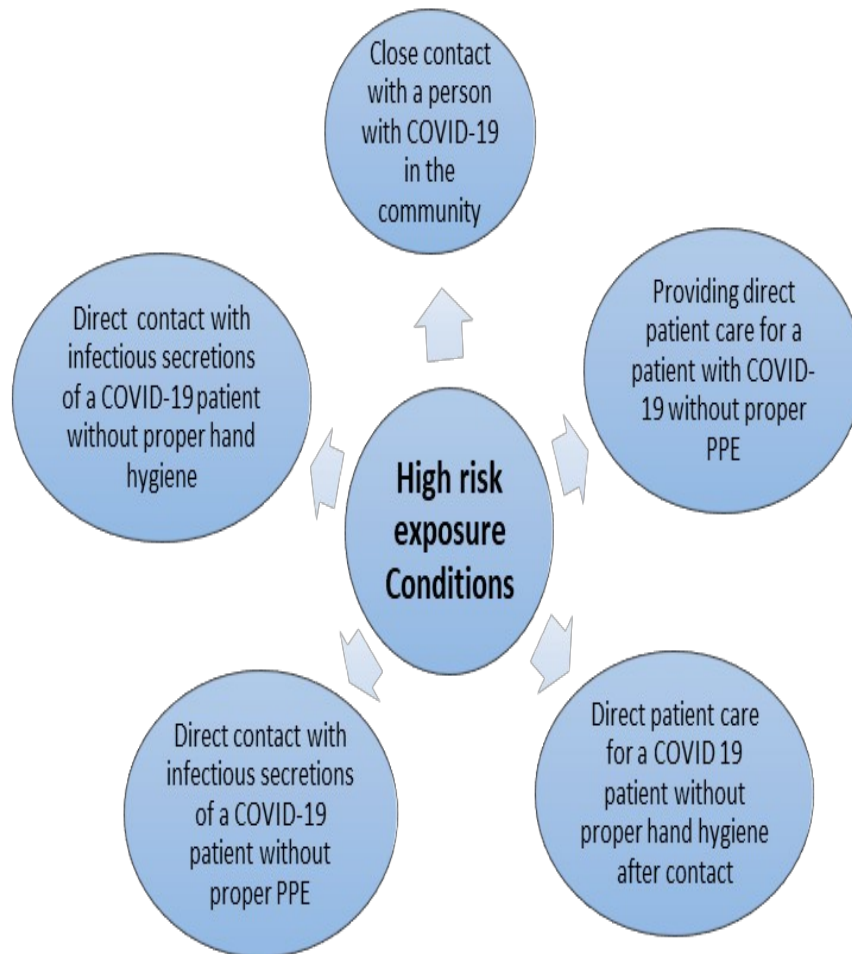 Close contact
with a person
with COVID-19
in the
community
Providing direct
patient care for a
patient with COVID-
19 without proper
PPE
Direct contact with
infectious secretions
of a COVID-19 patient
without proper hand
hygiene
High risk
exposure
Conditions
Direct patient care
for a COVID 19
patient without
proper hand hygiene
after contact
Direct contact with
infectious secretions
of a COVID-19
patient without
proper PPE